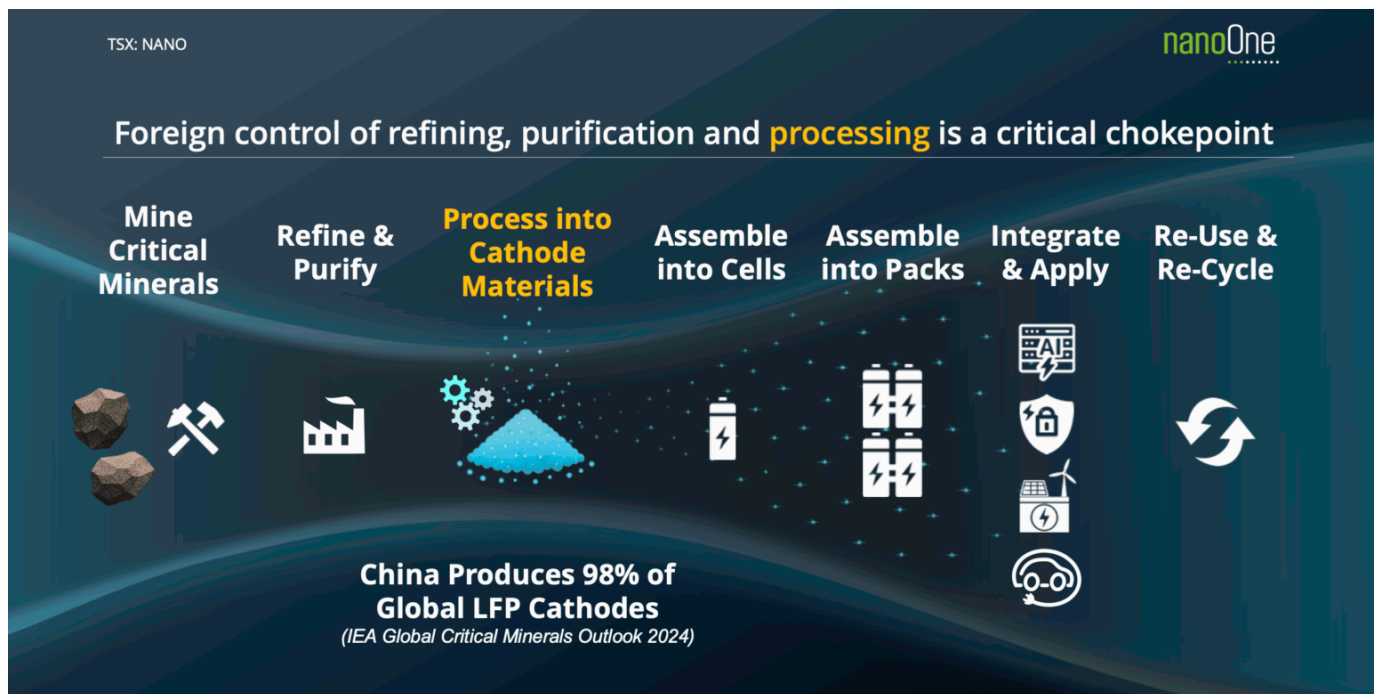 TSX: NANO
nanoOne
Foreign control of refining, purification and processing is a critical chokepoint
Mine
Critical
Minerals
Refine &
Purify
Process into
Cathode
Materials
Assemble
into Cells
Assemble
into Packs
Integrate
& Apply
Re-Use &
Re-Cycle
AI
China Produces 98% of
Global LFP Cathodes
(IEA Global Critical Minerals Outlook 2024)